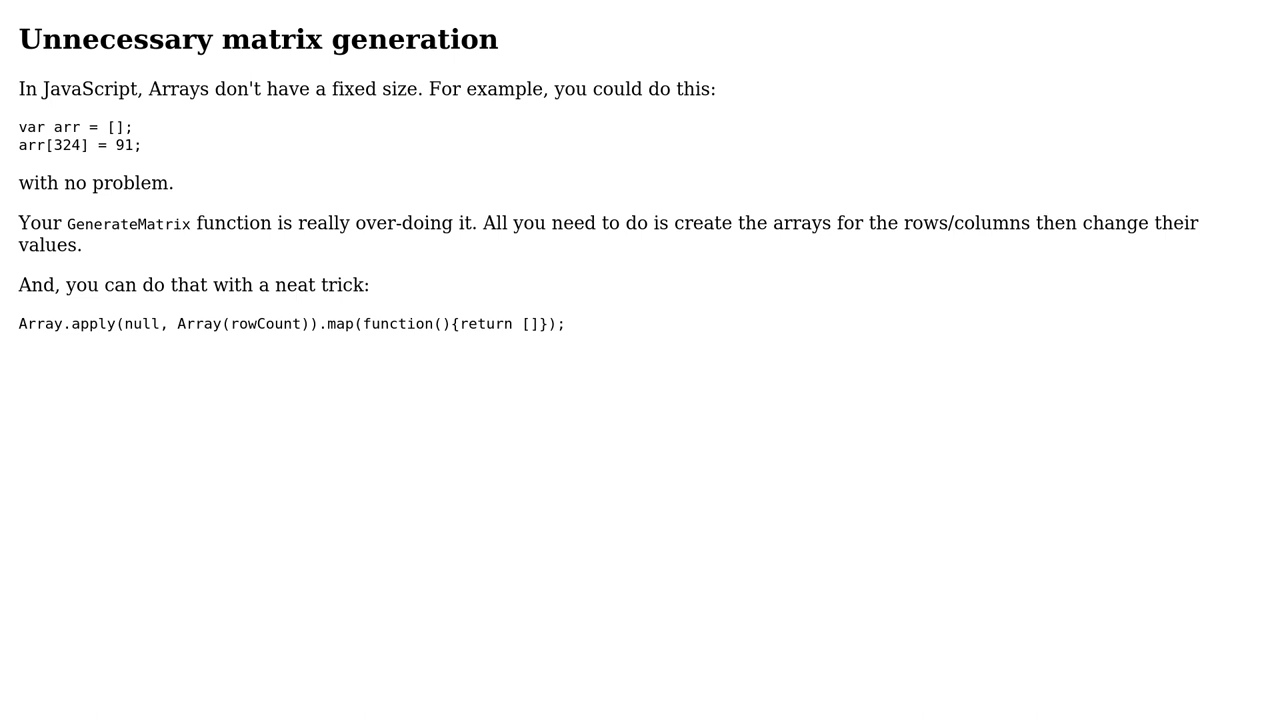 Unnecessary matrix generation
In JavaScript, Arrays don't have a fixed size. For example, you could do this:
var arr = [];
arr[324] = 91;
with no problem.
Your GenerateMatrix function is really over-doing it. All you need to do is create the arrays for the rows/columns then change their
values.
And, you can do that with a neat trick:
Array.apply(null, Array(rowCount)).map(function(){return []});